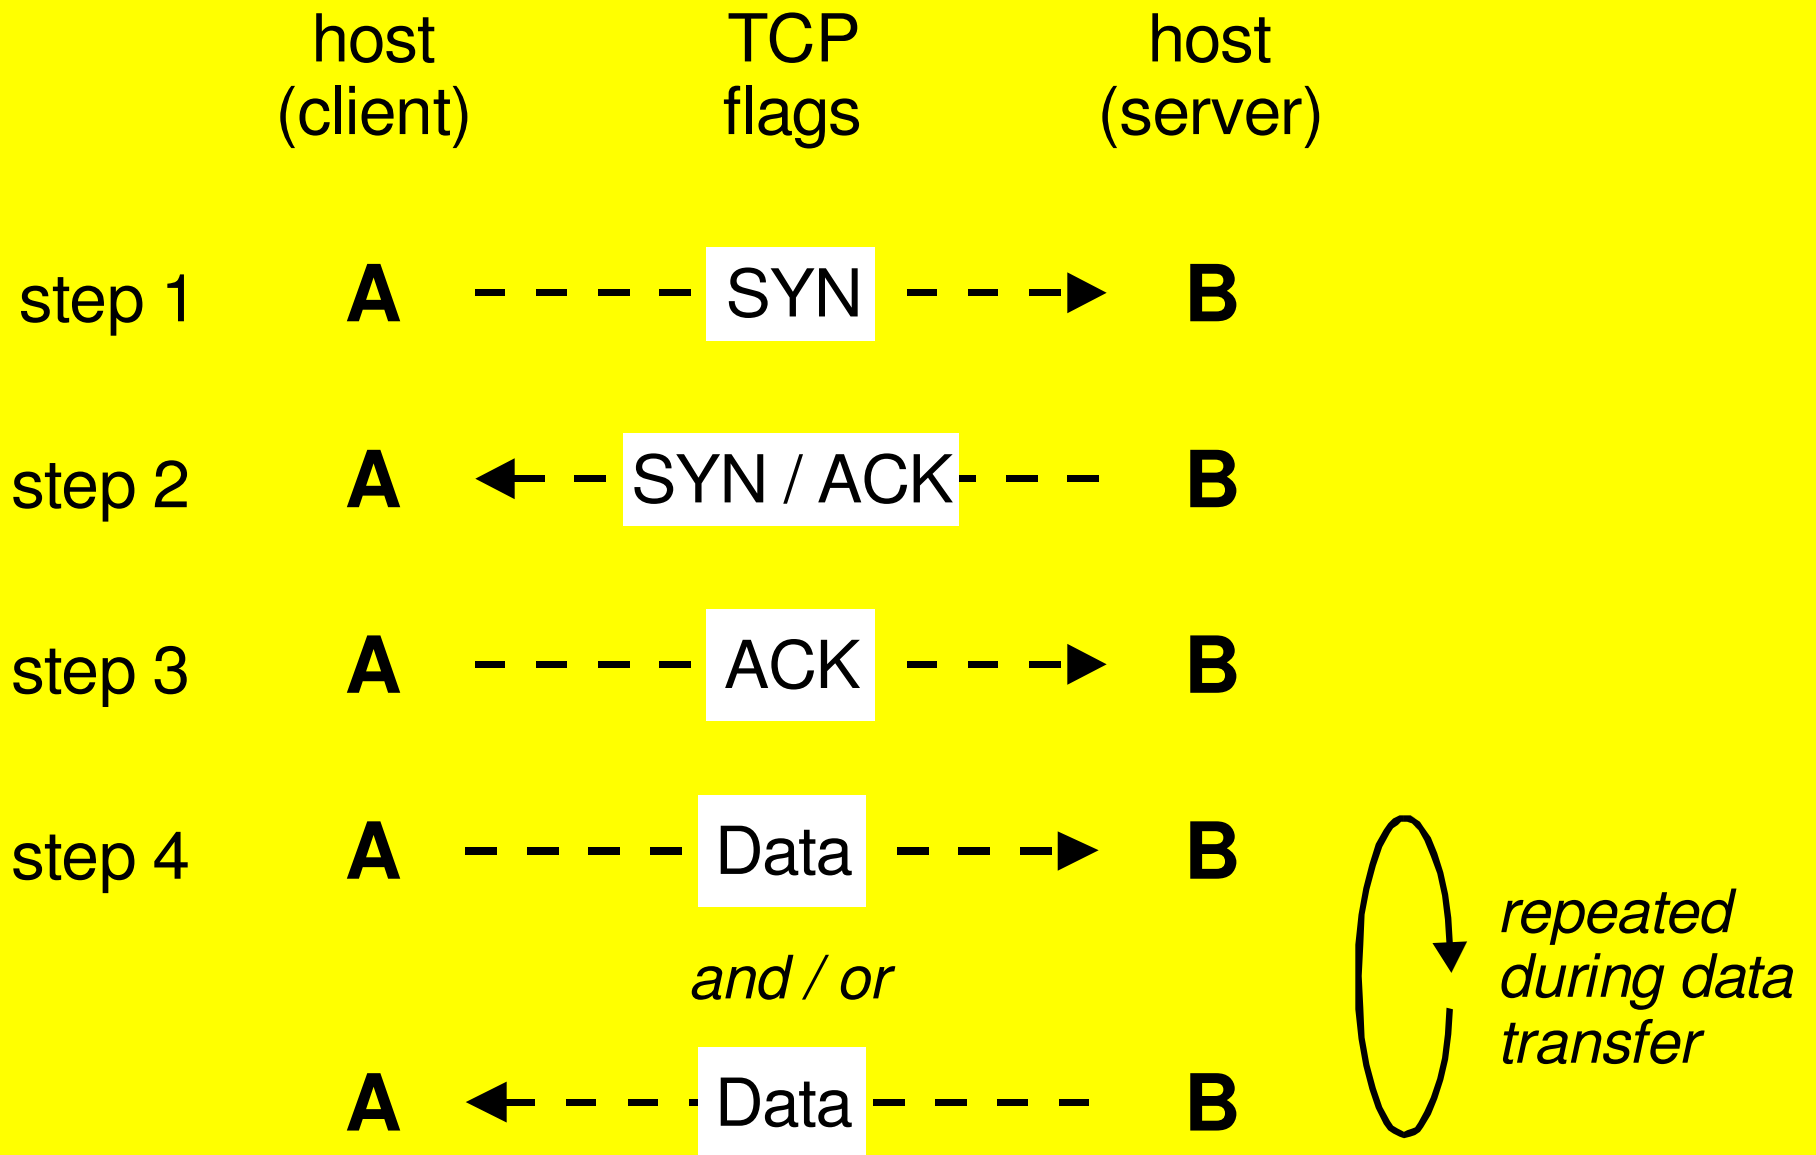 host TCP host
(client) flags (server)
step 1 A SYN B
step 2 A SYN / ACK B
step 3 A ACK B
step 4 A Data B
and / or
A Data B
repeated
during data
transfer